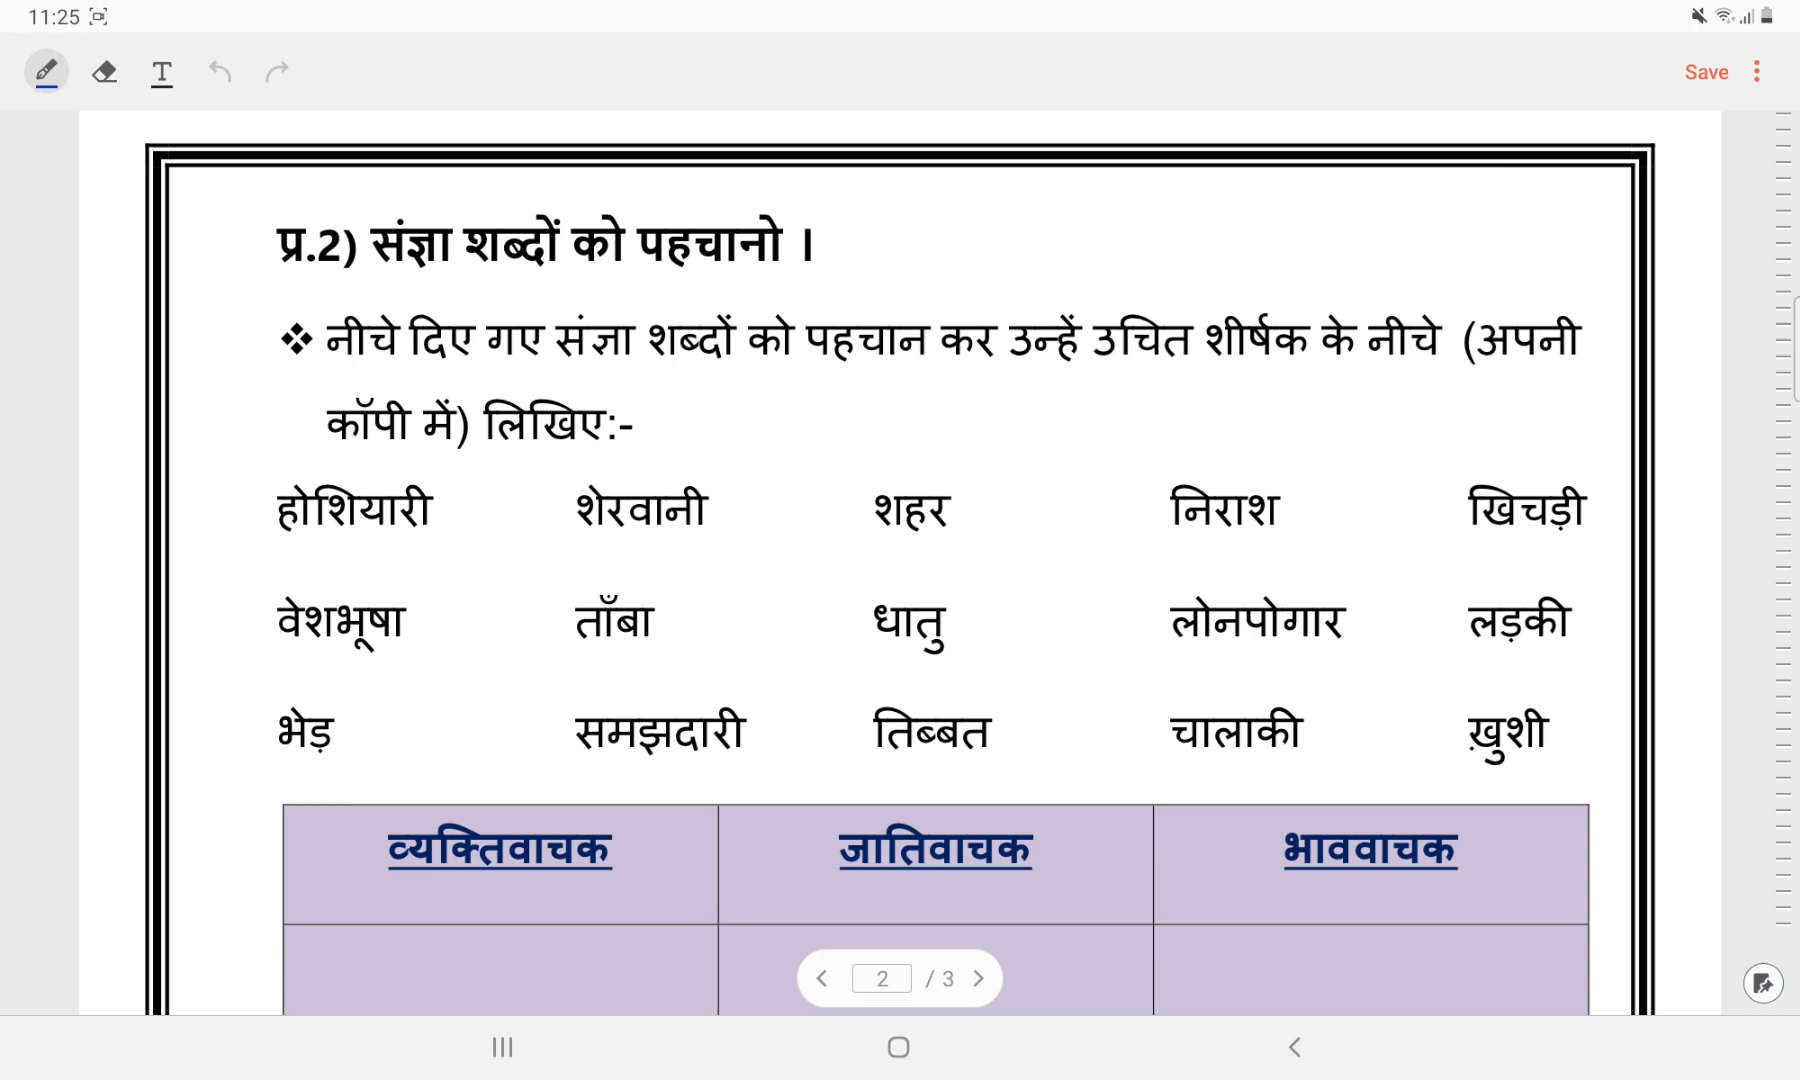 11:25
Save
प्र.2) संज्ञा शब्दों को पहचानो ।
❖ नीचे दिए गए संज्ञा शब्दों को पहचान कर उन्हें उचित शीर्षक के नीचे (अपनी
कॉपी में) लिखिए:-
होशियारी शेरवानी शहर निराश खिचड़ी
वेशभूषा ताँबा धातु लोनपोगार लड़की
भेड़ समझदारी तिब्बत चालाकी ख़ुशी
व्यक्तिवाचक जातिवाचक भाववाचक
2 / 3